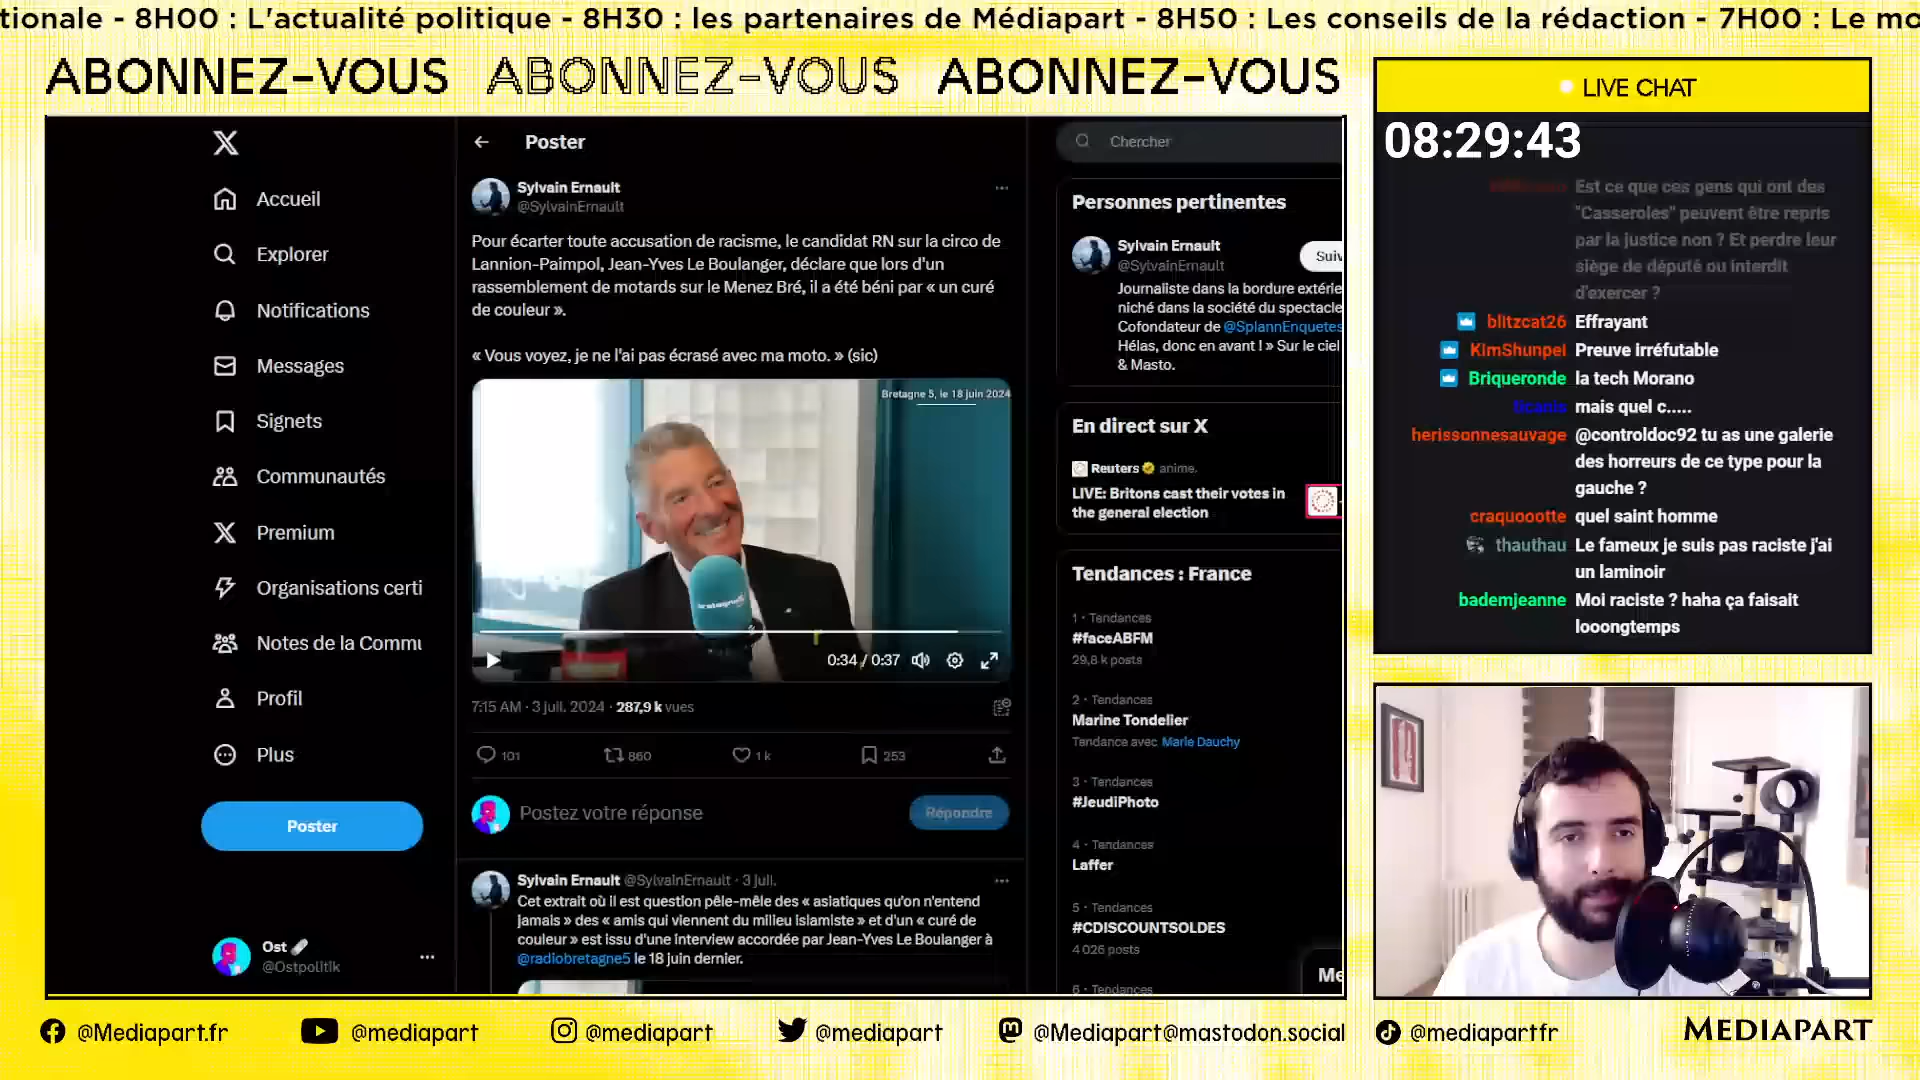 tionale - 8H00 : L'actualité politique - 8H30 : les partenaires de Médiapart - 8H50 : Les conseils de la rédaction - 7H00 : Le mo
ABONNEZ-VOUS ABONNEZ-VOUS ABONNEZ-VOUS
Accueil
Explorer
Notifications
Messages
Signets
Communautés
Premium
Organisations certi
Notes de la Commu
Profil
Plus
Poster
Ost
@Ostpolitik
Poster
Sylvain Ernault
@SylvainErnault
Pour écarter toute accusation de racisme, le candidat RN sur la circo de
Lannion-Paimpol, Jean-Yves Le Boulanger, déclare que lors d'un
rassemblement de motards sur le Menez Bré, il a été béni par « un curé
de couleur ».
« Vous voyez, je ne l'ai pas écrasé avec ma moto. » (sic)
Bretagne 5, le 18 juin 2024
bretagne5
0:34 / 0:37
7:15 AM · 3 juil. 2024 · 287,9 k vues
101 860 1 k 253
Postez votre réponse
Répondre
Sylvain Ernault @SylvainErnault · 3 juil.
Cet extrait où il est question pêle-mêle des « asiatiques qu'on n'entend
jamais » des « amis qui viennent du milieu islamiste » et d'un « curé de
couleur » est issu d'une interview accordée par Jean-Yves Le Boulanger à
@radiobretagne5 le 18 juin dernier.
Chercher
Personnes pertinentes
Sylvain Ernault
@SylvainErnault
Suiv
Journaliste dans la bordure extérie
niché dans la société du spectacle
Cofondateur de @SplannEnquetes
Hélas, donc en avant ! » Sur le ciel
& Masto.
En direct sur X
Reuters anime.
LIVE: Britons cast their votes in
the general election
Tendances : France
1 · Tendances
#faceABFM
29,8 k posts
2 · Tendances
Marine Tondelier
Tendance avec Marie Dauchy
3 · Tendances
#JeudiPhoto
4 · Tendances
Laffer
5 · Tendances
#CDISCOUNTSOLDES
4 026 posts
6 · Tendances
Me
LIVE CHAT
08:29:43
Est ce que ces gens qui ont des
"Casseroles" peuvent être repris
par la justice non ? Et perdre leur
siège de député ou interdit
d'exercer ?
blitzcat26 Effrayant
KimShunpei Preuve irréfutable
Briqueronde la tech Morano
ticanis mais quel c.....
herissonnesauvage @controldoc92 tu as une galerie
des horreurs de ce type pour la
gauche ?
craquoootte quel saint homme
thauthau Le fameux je suis pas raciste j'ai
un laminoir
bademjeanne Moi raciste ? haha ça faisait
looongtemps
@Mediapart.fr @mediapart @mediapart @mediapart @Mediapart@mastodon.social @mediapartfr MEDIAPART